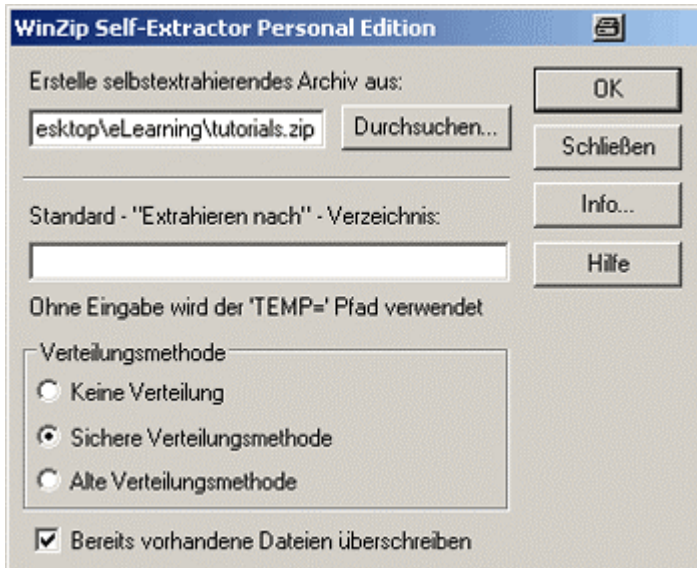 WinZip Self-Extractor Personal Edition
Erstelle selbstextrahierendes Archiv aus:
esktop\eLearning\tutorials.zip
Durchsuchen...
OK
Schließen
Info...
Hilfe
Standard - "Extrahieren nach" - Verzeichnis:
Ohne Eingabe wird der 'TEMP=' Pfad verwendet
Verteilungsmethode
Keine Verteilung
Sichere Verteilungsmethode
Alte Verteilungsmethode
Bereits vorhandene Dateien überschreiben